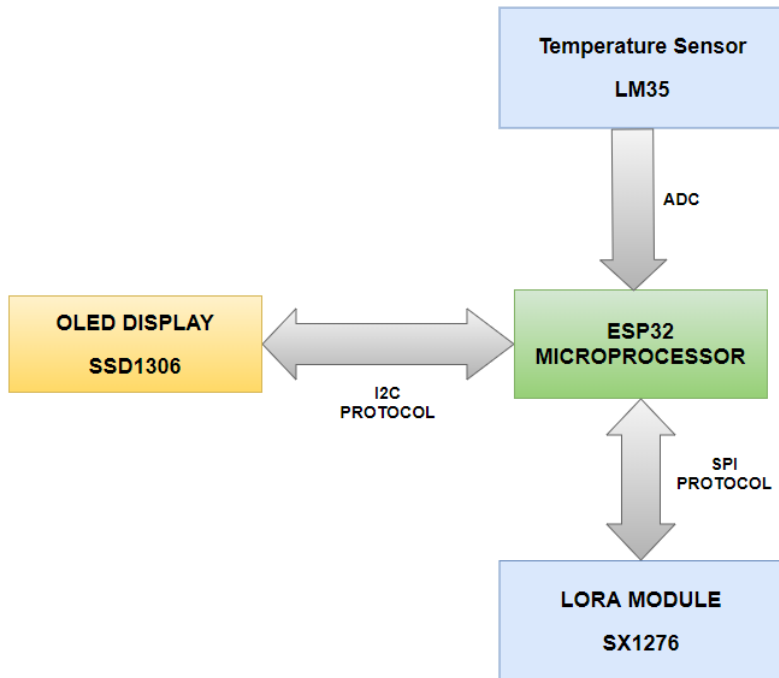 Temperature Sensor
LM35
ADC
OLED DISPLAY
SSD1306
I2C
PROTOCOL
ESP32
MICROPROCESSOR
SPI
PROTOCOL
LORA MODULE
SX1276